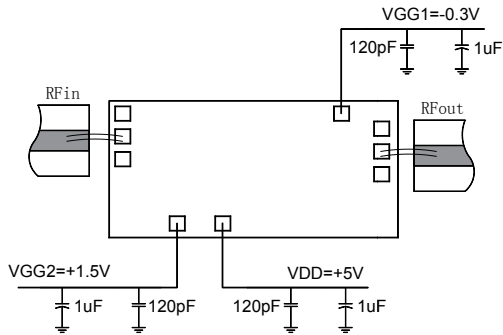 VGG1=-0.3V
120pF
1uF
RFin
RFout
VGG2=+1.5V
VDD=+5V
1uF
120pF
120pF
1uF